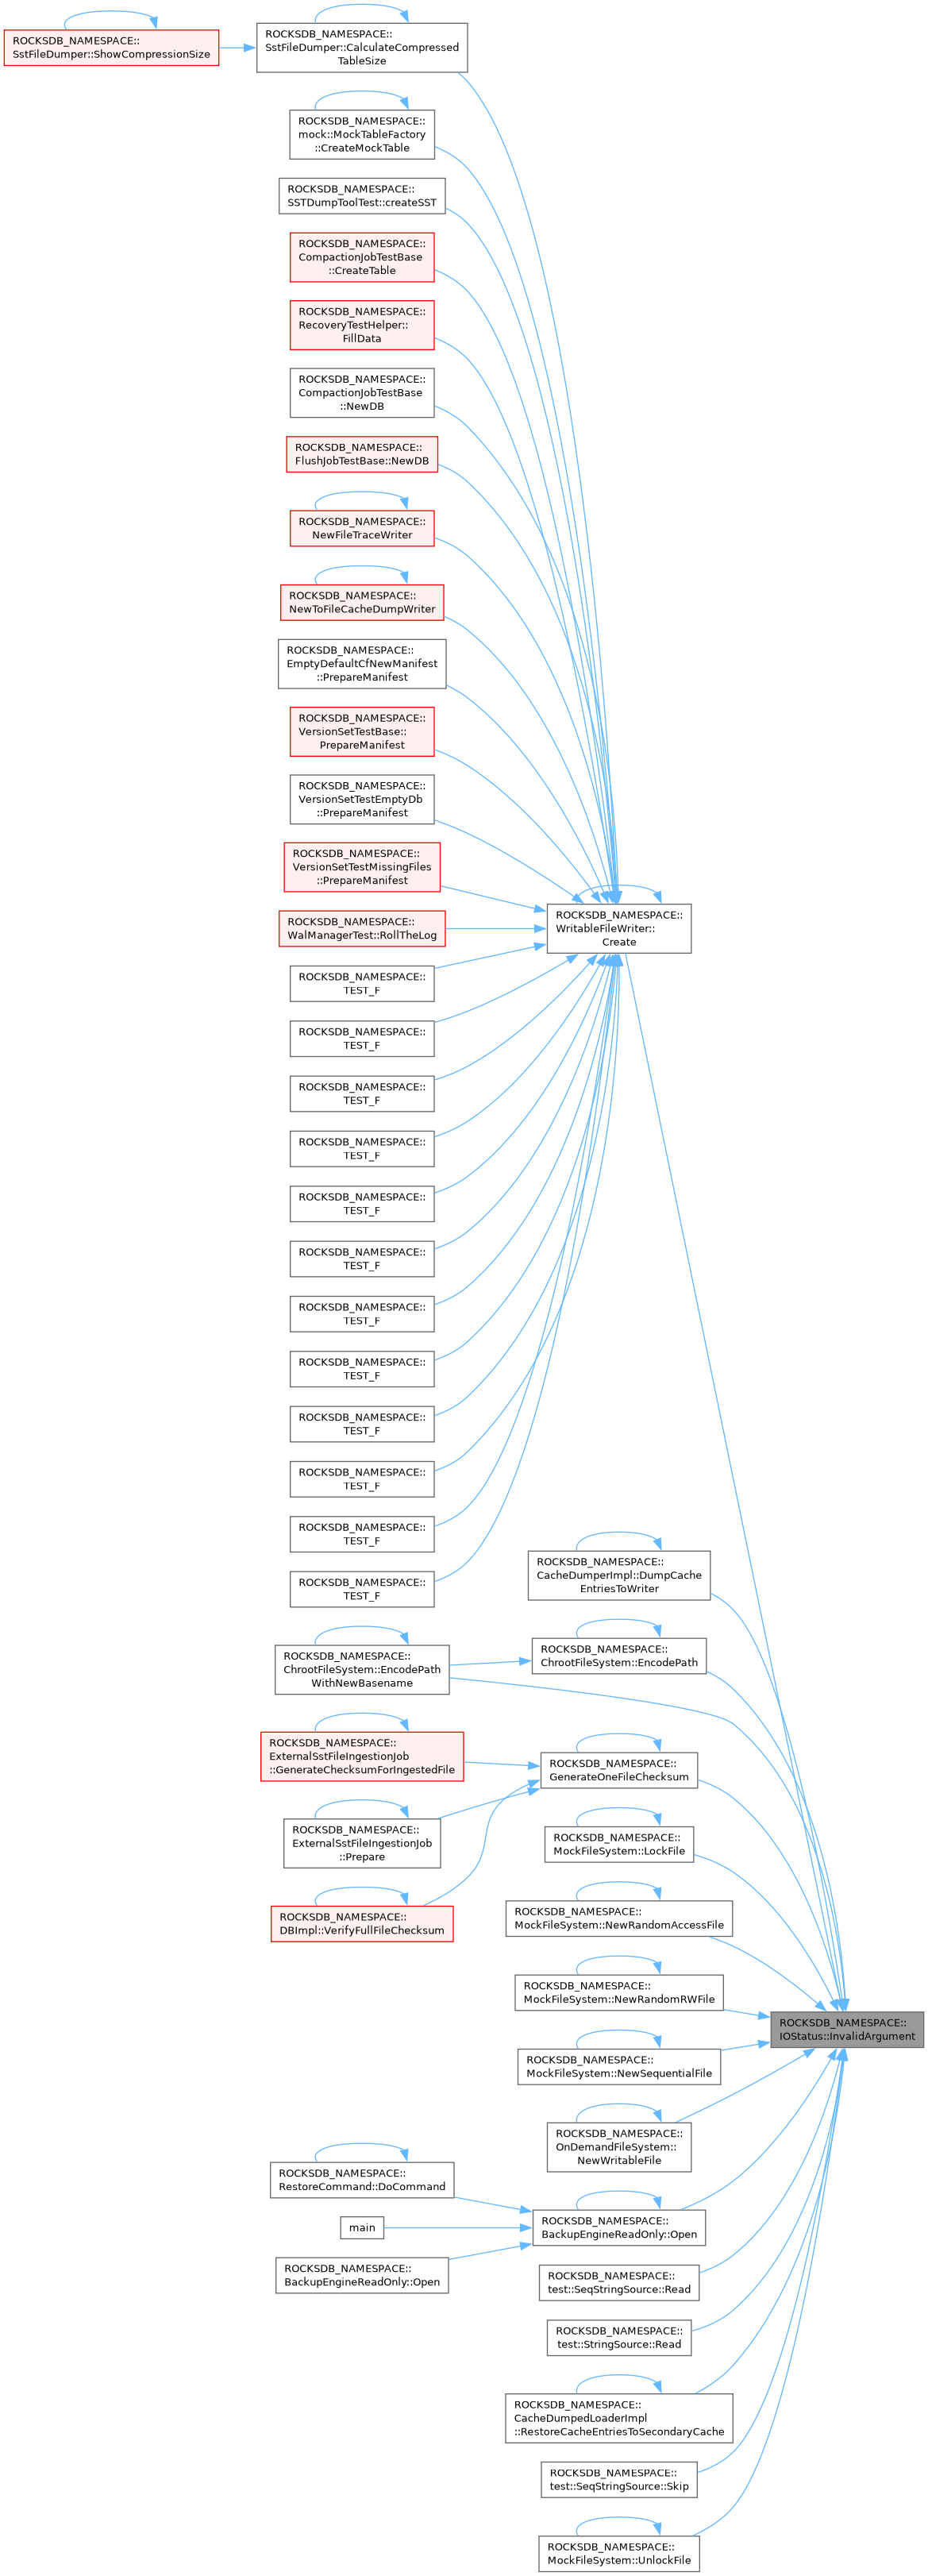 ROCKSDB_NAMESPACE::
SstFileDumper::ShowCompressionSize
ROCKSDB_NAMESPACE::
SstFileDumper::CalculateCompressed
TableSize
ROCKSDB_NAMESPACE::
mock::MockTableFactory
::CreateMockTable
ROCKSDB_NAMESPACE::
SSTDumpToolTest::createSST
ROCKSDB_NAMESPACE::
CompactionJobTestBase
::CreateTable
ROCKSDB_NAMESPACE::
RecoveryTestHelper::
FillData
ROCKSDB_NAMESPACE::
CompactionJobTestBase
::NewDB
ROCKSDB_NAMESPACE::
FlushJobTestBase::NewDB
ROCKSDB_NAMESPACE::
NewFileTraceWriter
ROCKSDB_NAMESPACE::
NewToFileCacheDumpWriter
ROCKSDB_NAMESPACE::
EmptyDefaultCfNewManifest
::PrepareManifest
ROCKSDB_NAMESPACE::
VersionSetTestBase::
PrepareManifest
ROCKSDB_NAMESPACE::
VersionSetTestEmptyDb
::PrepareManifest
ROCKSDB_NAMESPACE::
VersionSetTestMissingFiles
::PrepareManifest
ROCKSDB_NAMESPACE::
WalManagerTest::RollTheLog
ROCKSDB_NAMESPACE::
WritableFileWriter::
Create
ROCKSDB_NAMESPACE::
TEST_F
ROCKSDB_NAMESPACE::
TEST_F
ROCKSDB_NAMESPACE::
TEST_F
ROCKSDB_NAMESPACE::
TEST_F
ROCKSDB_NAMESPACE::
TEST_F
ROCKSDB_NAMESPACE::
TEST_F
ROCKSDB_NAMESPACE::
TEST_F
ROCKSDB_NAMESPACE::
TEST_F
ROCKSDB_NAMESPACE::
TEST_F
ROCKSDB_NAMESPACE::
TEST_F
ROCKSDB_NAMESPACE::
TEST_F
ROCKSDB_NAMESPACE::
TEST_F
ROCKSDB_NAMESPACE::
CacheDumperImpl::DumpCache
EntriesToWriter
ROCKSDB_NAMESPACE::
ChrootFileSystem::EncodePath
ROCKSDB_NAMESPACE::
ChrootFileSystem::EncodePath
WithNewBasename
ROCKSDB_NAMESPACE::
ExternalSstFileIngestionJob
::GenerateChecksumForIngestedFile
ROCKSDB_NAMESPACE::
GenerateOneFileChecksum
ROCKSDB_NAMESPACE::
ExternalSstFileIngestionJob
::Prepare
ROCKSDB_NAMESPACE::
MockFileSystem::LockFile
ROCKSDB_NAMESPACE::
DBImpl::VerifyFullFileChecksum
ROCKSDB_NAMESPACE::
MockFileSystem::NewRandomAccessFile
ROCKSDB_NAMESPACE::
MockFileSystem::NewRandomRWFile
ROCKSDB_NAMESPACE::
IOStatus::InvalidArgument
ROCKSDB_NAMESPACE::
MockFileSystem::NewSequentialFile
ROCKSDB_NAMESPACE::
OnDemandFileSystem::
NewWritableFile
ROCKSDB_NAMESPACE::
RestoreCommand::DoCommand
main
ROCKSDB_NAMESPACE::
BackupEngineReadOnly::Open
ROCKSDB_NAMESPACE::
BackupEngineReadOnly::Open
ROCKSDB_NAMESPACE::
test::SeqStringSource::Read
ROCKSDB_NAMESPACE::
test::StringSource::Read
ROCKSDB_NAMESPACE::
CacheDumpedLoaderImpl
::RestoreCacheEntriesToSecondaryCache
ROCKSDB_NAMESPACE::
test::SeqStringSource::Skip
ROCKSDB_NAMESPACE::
MockFileSystem::UnlockFile